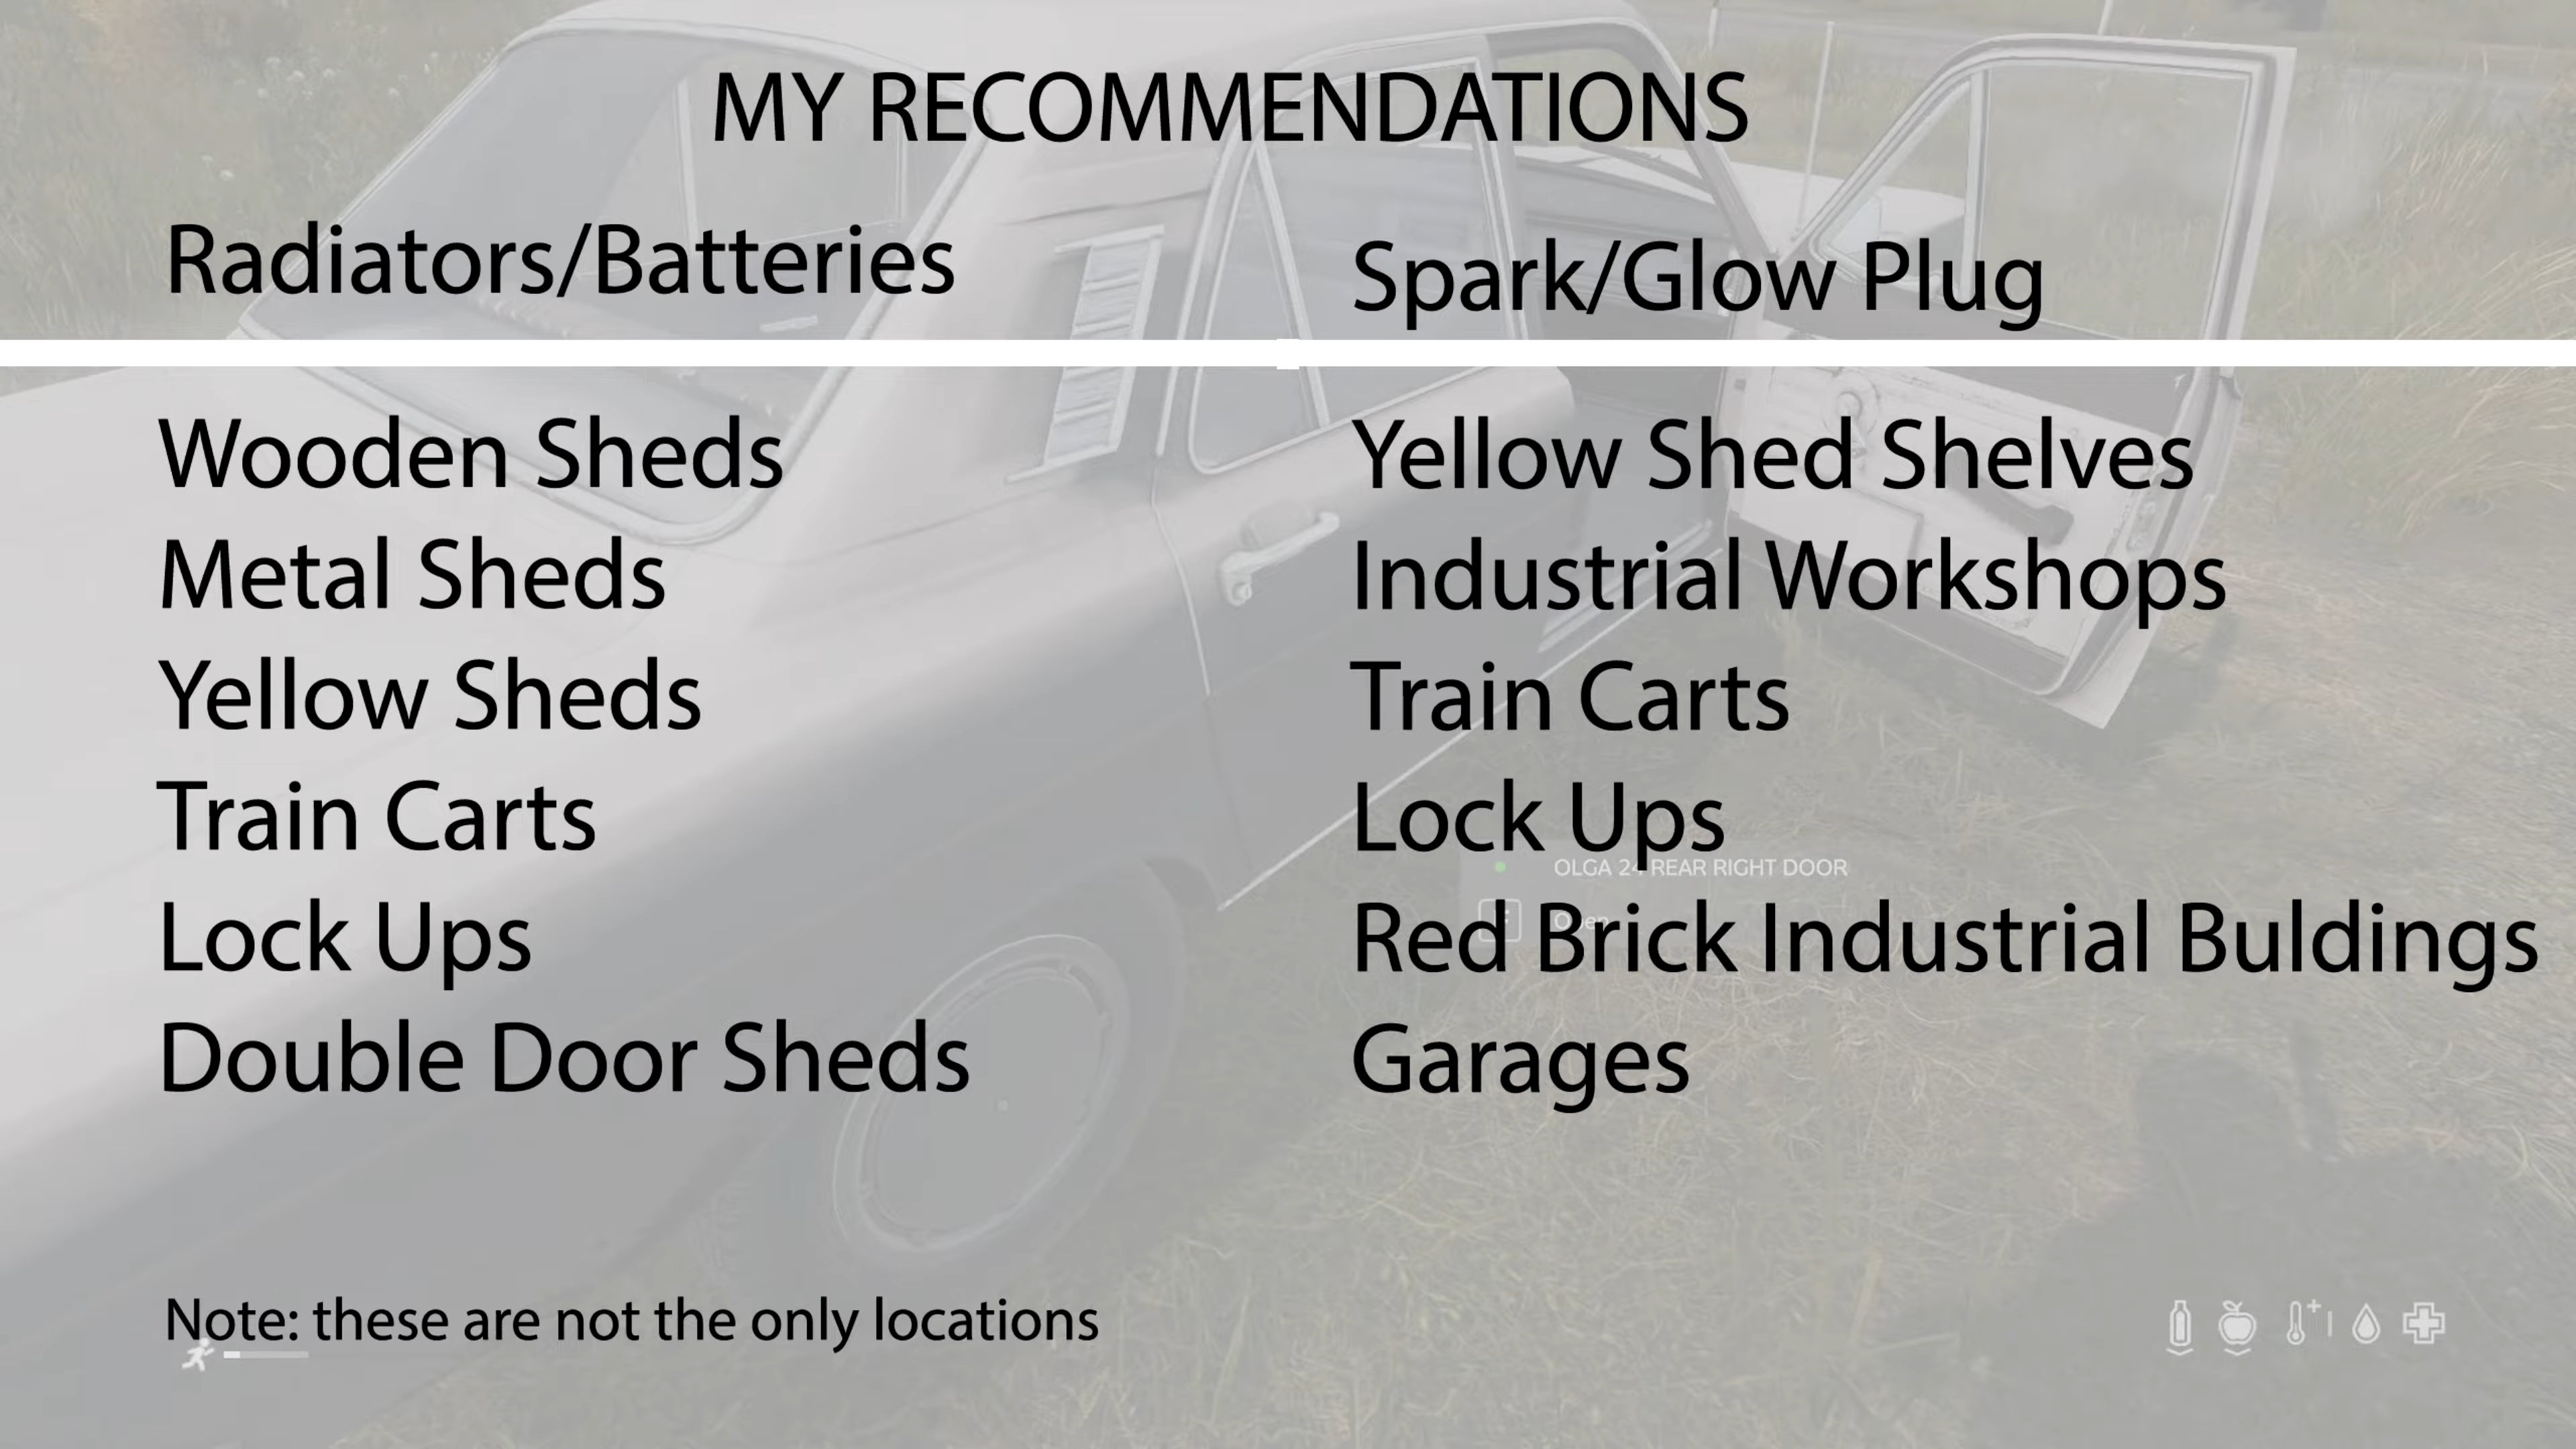 MY RECOMMENDATIONS
Radiators/Batteries
Spark/Glow Plug
Wooden Sheds
Metal Sheds
Yellow Sheds
Train Carts
Lock Ups
Double Door Sheds
Yellow Shed Shelves
Industrial Workshops
Train Carts
Lock Ups
OLGA 24 REAR RIGHT DOOR
Open
Red Brick Industrial Buldings
Garages
Note: these are not the only locations